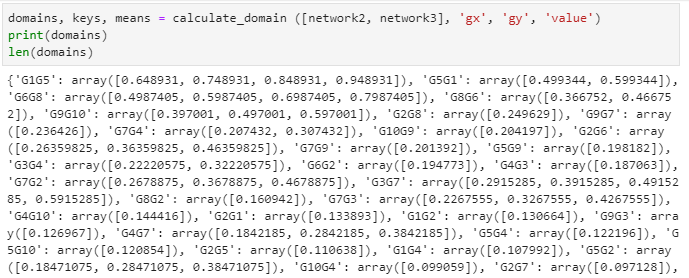 domains, keys, means = calculate_domain ([network2, network3], 'gx', 'gy', 'value')
print(domains)
len(domains)
{'G1G5': array([0.648931, 0.748931, 0.848931, 0.948931]), 'G5G1': array([0.499344, 0.599344]),
'G6G8': array([0.4987405, 0.5987405, 0.6987405, 0.7987405]), 'G8G6': array([0.366752, 0.46675
2]), 'G9G10': array([0.397001, 0.497001, 0.597001]), 'G2G8': array([0.249629]), 'G9G7': array
([0.236426]), 'G7G4': array([0.207432, 0.307432]), 'G10G9': array([0.204197]), 'G2G6': array
([0.26359825, 0.36359825, 0.46359825]), 'G7G9': array([0.201392]), 'G5G9': array([0.198182]),
'G3G4': array([0.22220575, 0.32220575]), 'G6G2': array([0.194773]), 'G4G3': array([0.187063]),
'G7G2': array([0.2678875, 0.3678875, 0.4678875]), 'G3G7': array([0.2915285, 0.3915285, 0.49152
85, 0.5915285]), 'G8G2': array([0.160942]), 'G7G3': array([0.2267555, 0.3267555, 0.4267555]),
'G4G10': array([0.144416]), 'G2G1': array([0.133893]), 'G1G2': array([0.130664]), 'G9G3': arra
y([0.126967]), 'G4G7': array([0.1842185, 0.2842185, 0.3842185]), 'G5G4': array([0.122196]), 'G
5G10': array([0.120854]), 'G2G5': array([0.110638]), 'G1G4': array([0.107992]), 'G5G2': array
([0.18471075, 0.28471075, 0.38471075]), 'G10G4': array([0.099059]), 'G2G7': array([0.097128]),